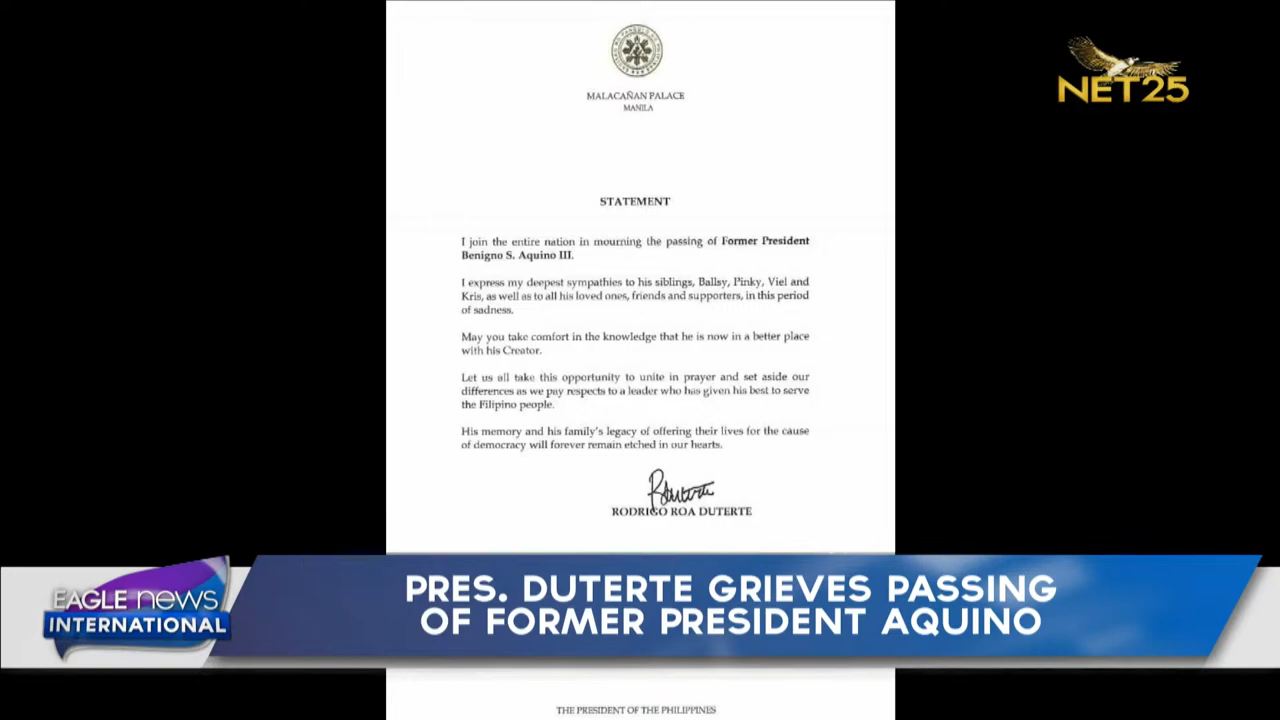 NET25
MALACAÑAN PALACE
MANILA
STATEMENT
I join the entire nation in mourning the passing of Former President
Benigno S. Aquino III.
I express my deepest sympathies to his siblings, Ballsy, Pinky, Viel and
Kris, as well as to all his loved ones, friends and supporters, in this period
of sadness.
May you take comfort in the knowledge that he is now in a better place
with his Creator.
Let us all take this opportunity to unite in prayer and set aside our
differences as we pay respects to a leader who has given his best to serve
the Filipino people.
His memory and his family's legacy of offering their lives for the cause
of democracy will forever remain etched in our hearts.
RODRIGO ROA DUTERTE
EAGLE news
INTERNATIONAL
PRES. DUTERTE GRIEVES PASSING
OF FORMER PRESIDENT AQUINO
THE PRESIDENT OF THE PHILIPPINES